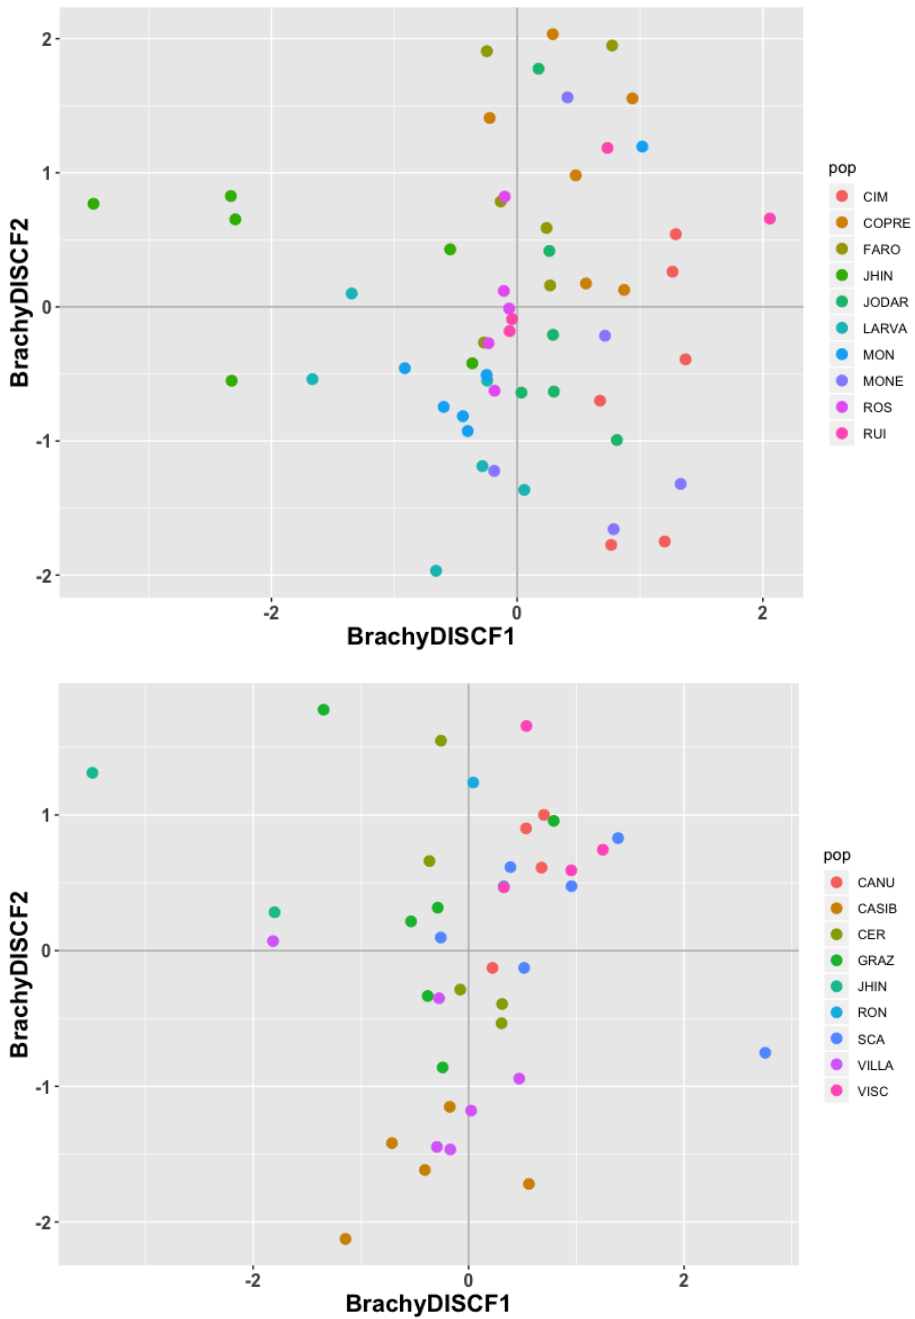 2
1
0
-1
-2
BrachyDISCF2
-2
0
2
BrachyDISCF1
pop
CIM
COPRE
FARO
JHIN
JODAR
LARVA
MON
MONE
ROS
RUI
1
0
-1
-2
BrachyDISCF2
-2
0
2
BrachyDISCF1
pop
CANU
CASIB
CER
GRAZ
JHIN
RON
SCA
VILLA
VISC